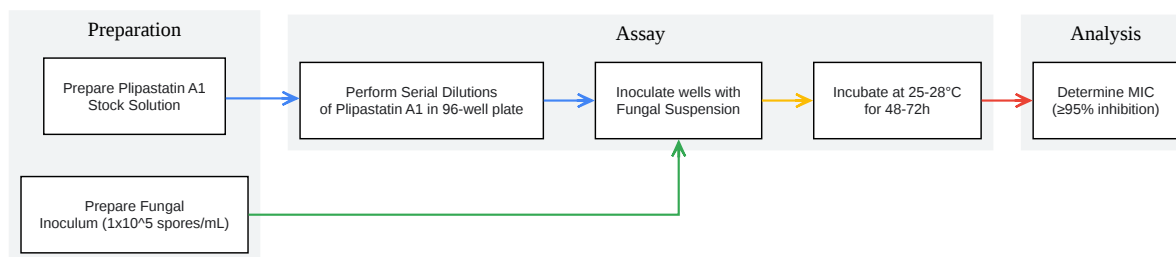 Preparation
Prepare Plipastatin A1
Stock Solution
Prepare Fungal
Inoculum (1x10^5 spores/mL)
Assay
Perform Serial Dilutions
of Plipastatin A1 in 96-well plate
Inoculate wells with
Fungal Suspension
Incubate at 25-28°C
for 48-72h
Analysis
Determine MIC
(≥95% inhibition)